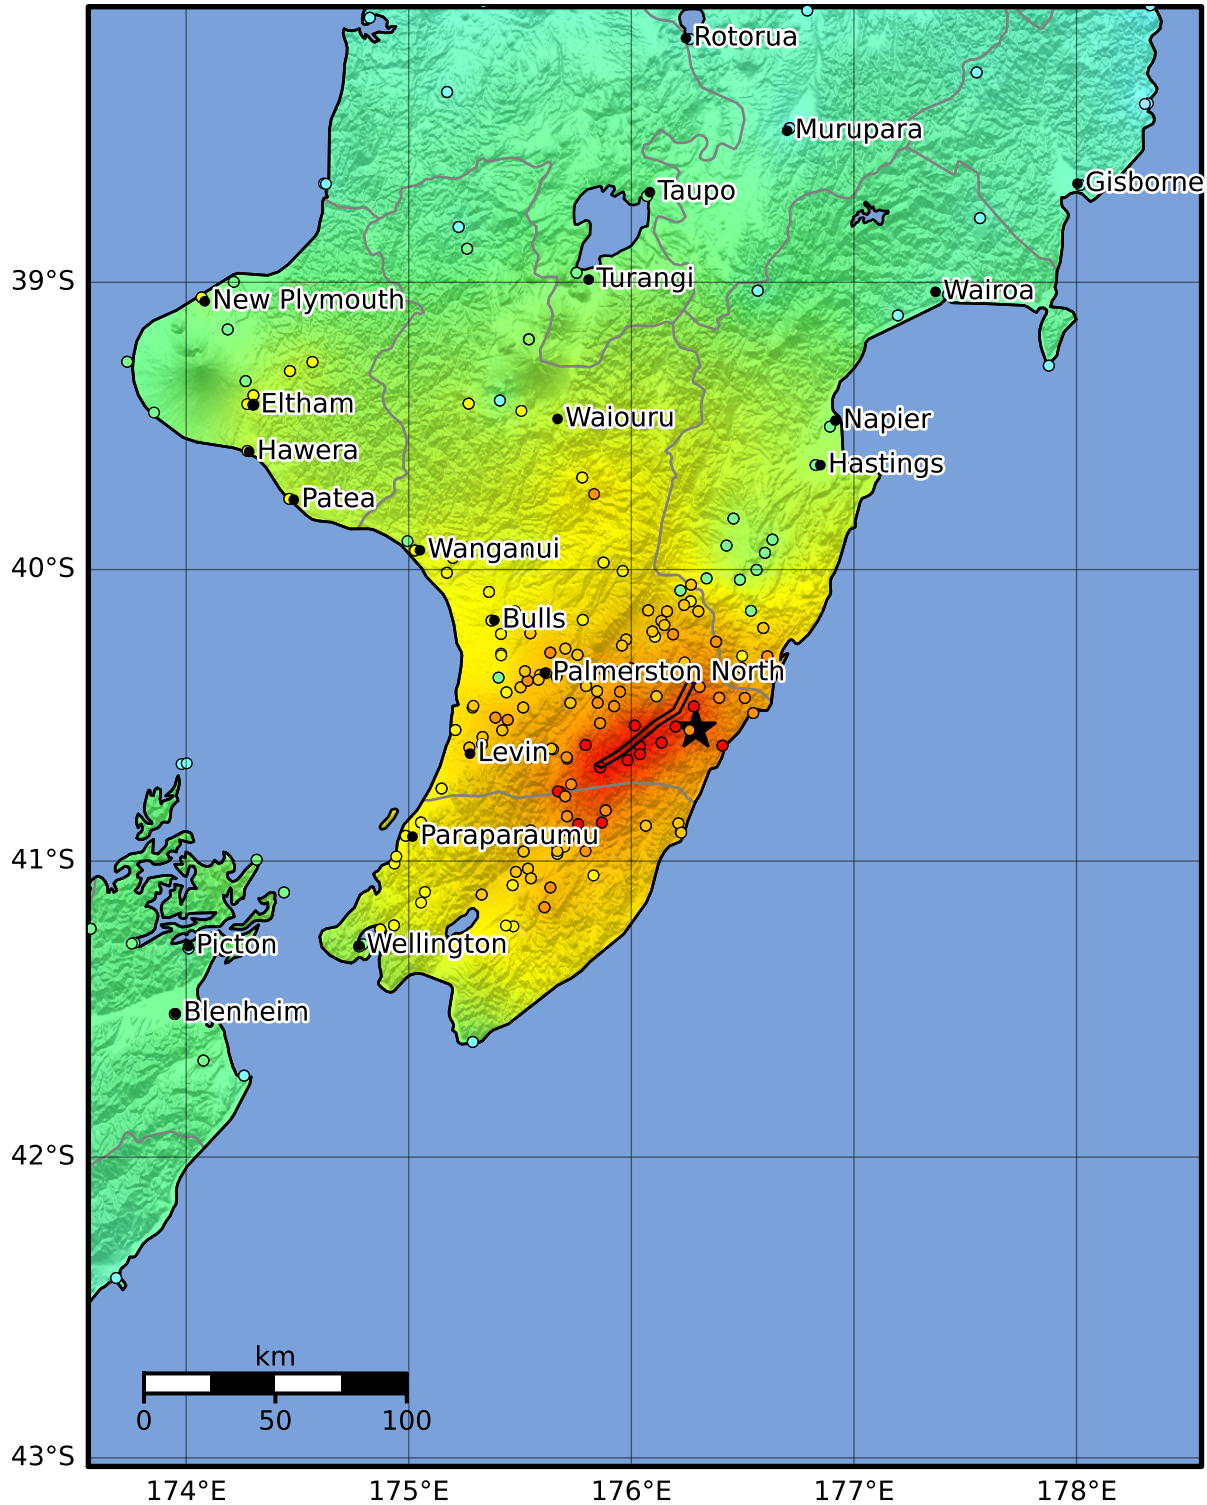 Rotorua
Murupara
Gisborne
Taupo
Turangi
39°S
Wairoa
New Plymouth
Eltham
Waiouru
Napier
Hawera
Hastings
Patea
Wanganui
40°S
Bulls
Palmerston North
Levin
Paraparaumu
41°S
Picton
Wellington
Blenheim
42°S
km
0 50 100
43°S
174°E 175°E 176°E 177°E 178°E